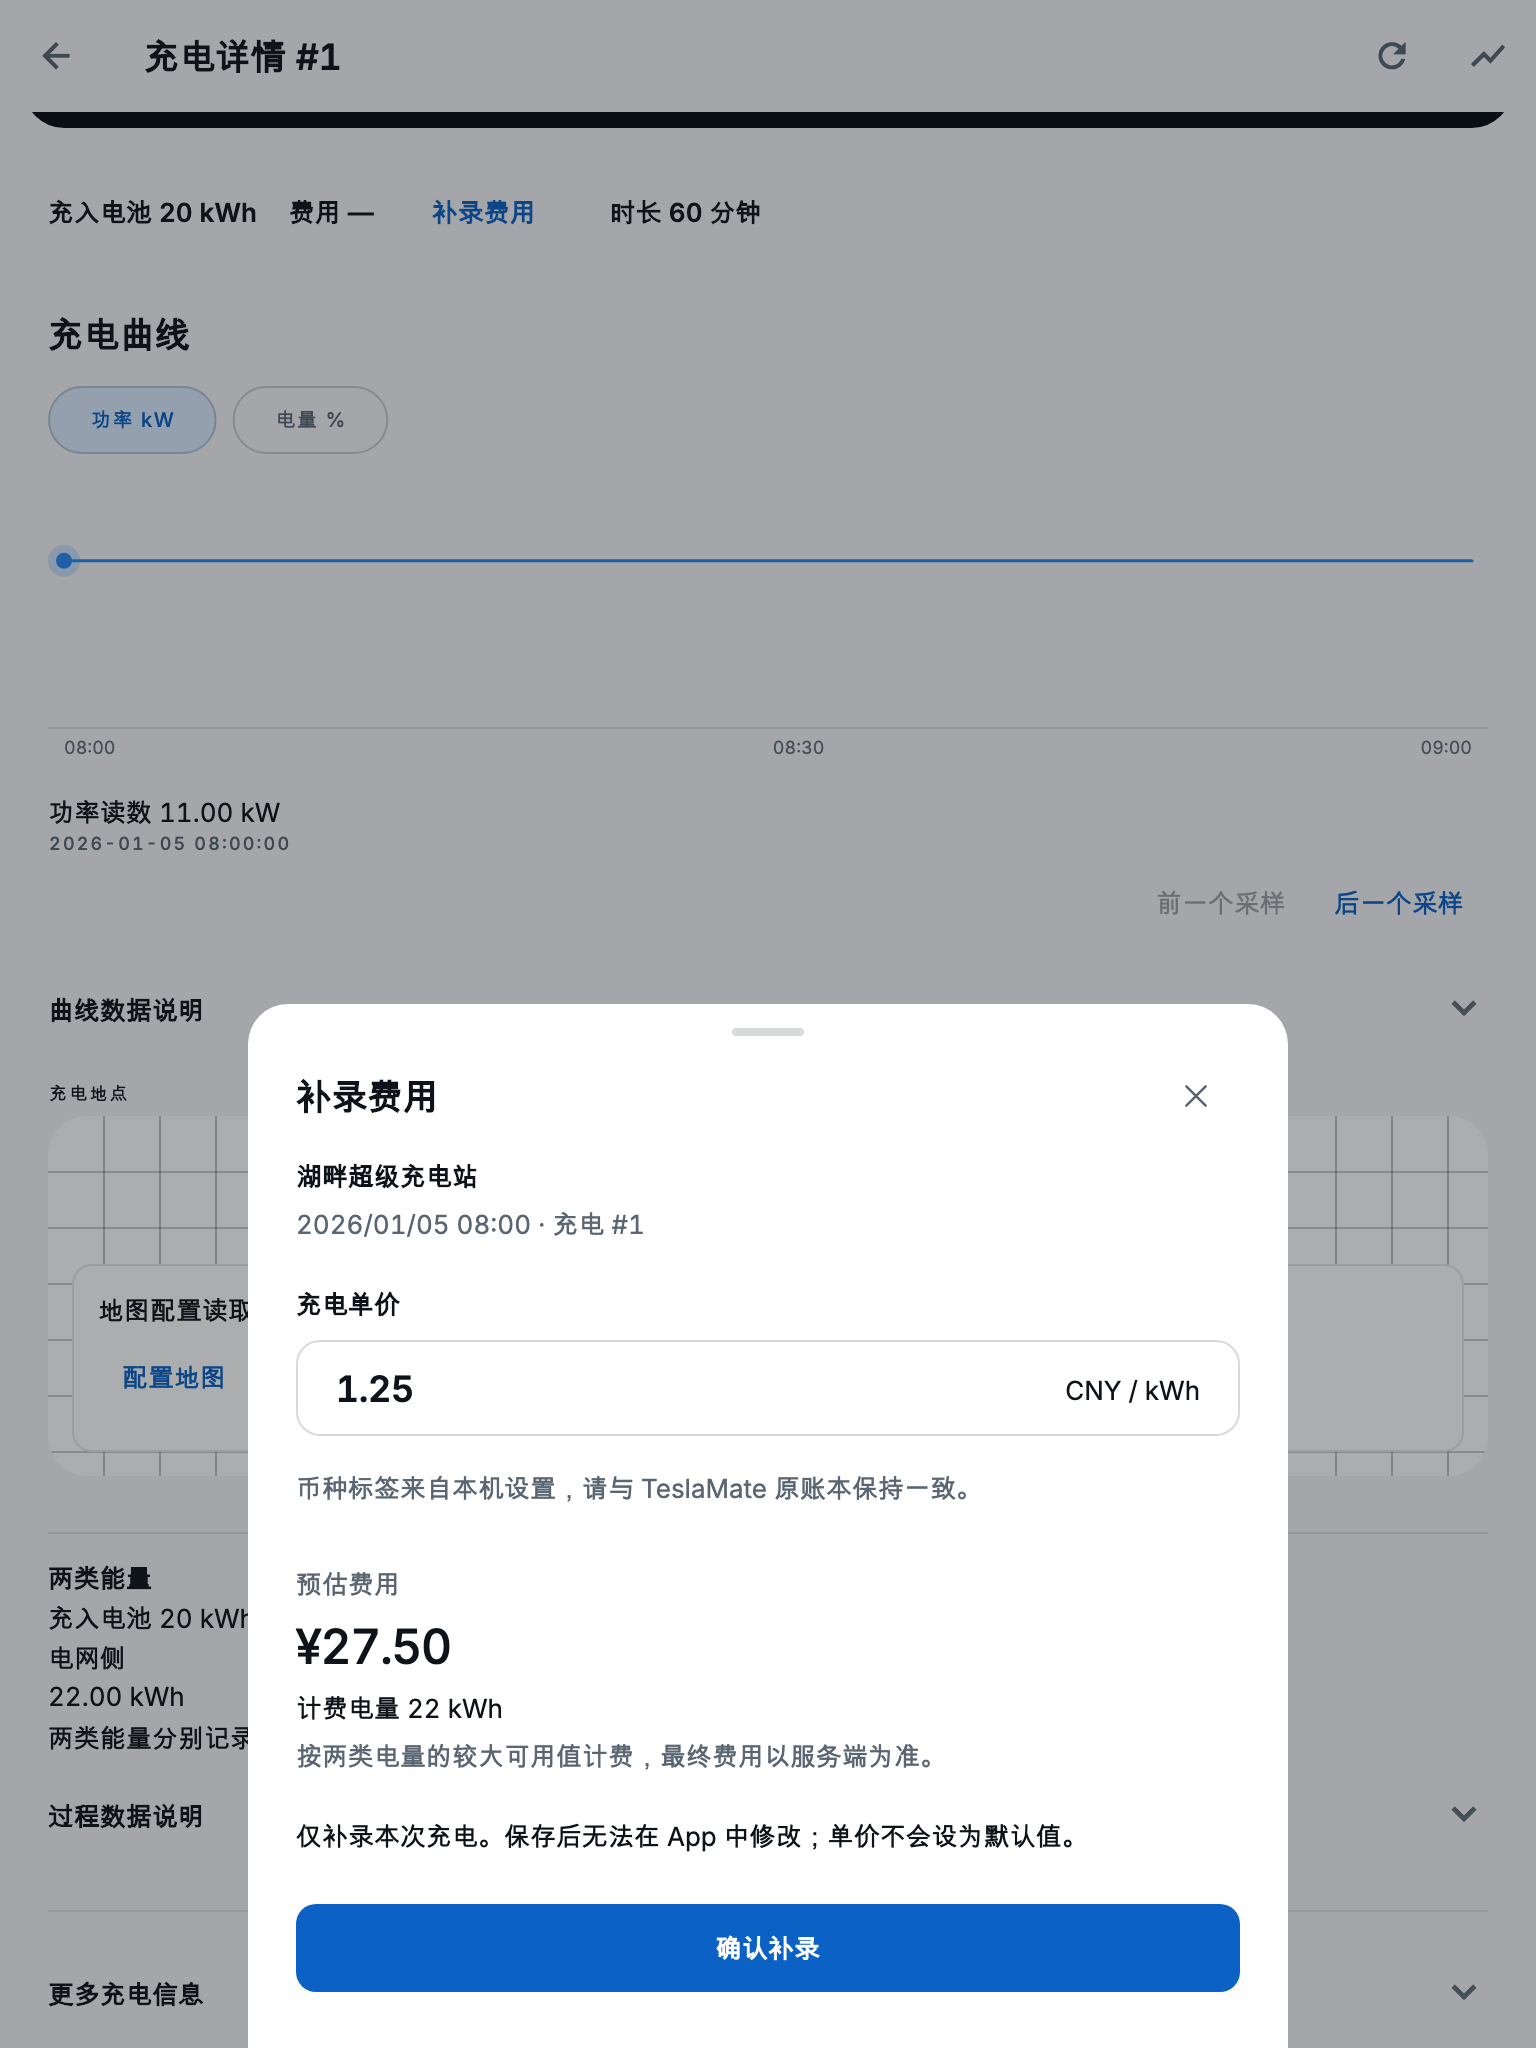 充电详情 #1
充入电池 20 kWh 费用 — 补录费用 时长 60 分钟
充电曲线
功率 kW 电量 %
08:00 08:30 09:00
功率读数 11.00 kW
2026-01-05 08:00:00
前一个采样 后一个采样
曲线数据说明
充电地点
地图配置读取
配置地图
两类能量
充入电池 20 kWh
电网侧
22.00 kWh
两类能量分别记录
过程数据说明
更多充电信息
补录费用
湖畔超级充电站
2026/01/05 08:00 · 充电 #1
充电单价
1.25 CNY / kWh
币种标签来自本机设置，请与 TeslaMate 原账本保持一致。
预估费用
¥27.50
计费电量 22 kWh
按两类电量的较大可用值计费，最终费用以服务端为准。
仅补录本次充电。保存后无法在 App 中修改；单价不会设为默认值。
确认补录